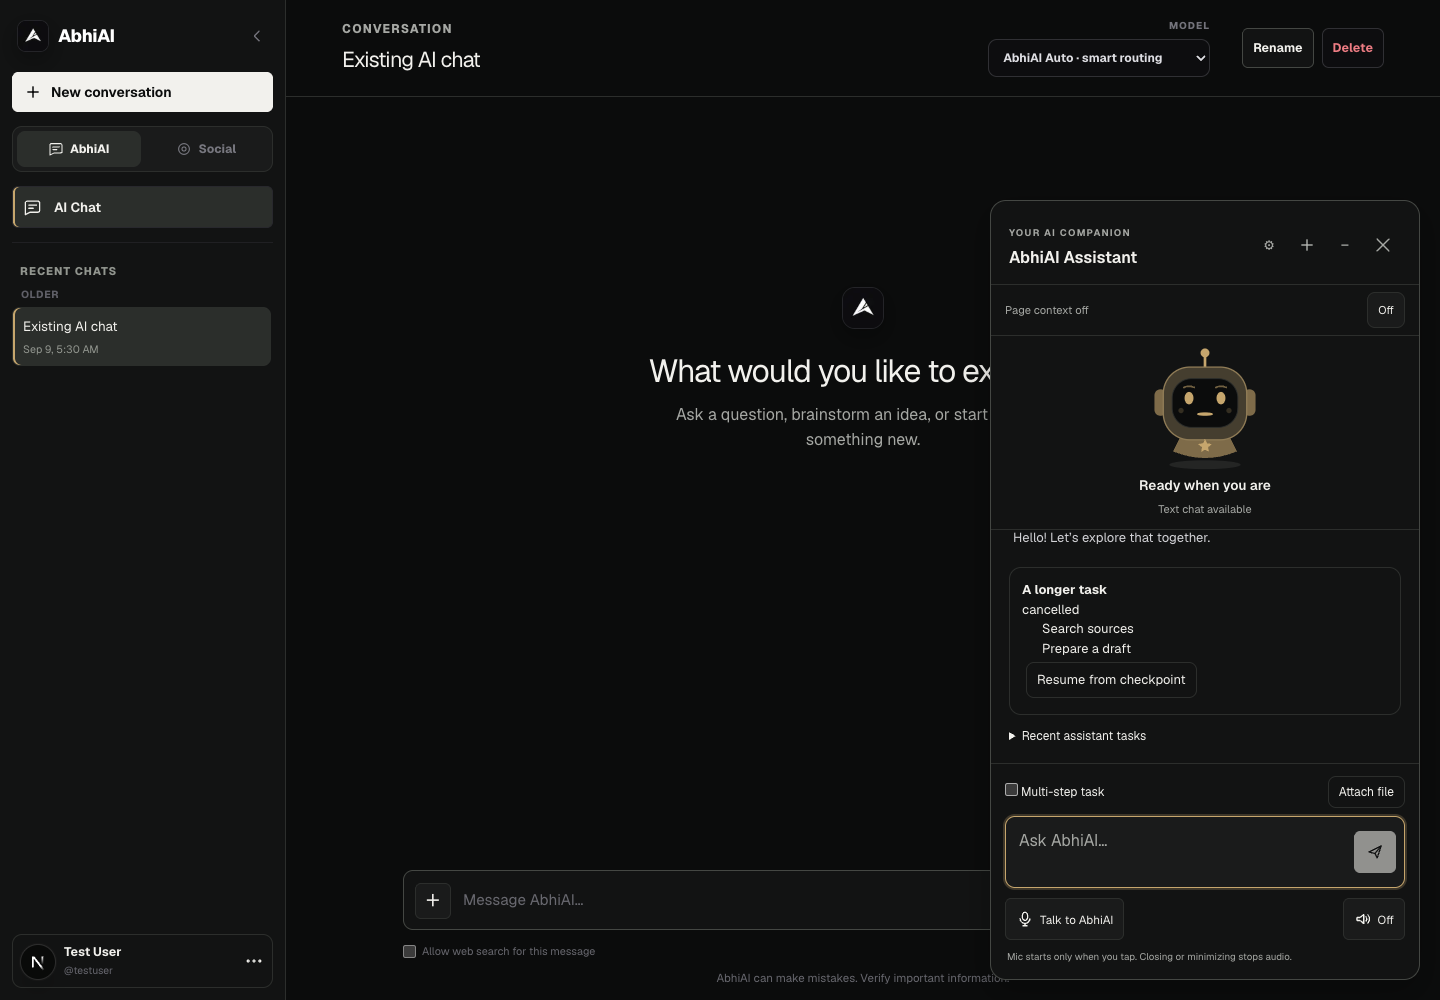 AbhiAI
New conversation
AbhiAI
Social
AI Chat
RECENT CHATS
OLDER
Existing AI chat
Sep 9, 5:30 AM
Test User
@testuser
CONVERSATION
Existing AI chat
MODEL
AbhiAI Auto · smart routing
Rename
Delete
What would you like to ex
Ask a question, brainstorm an idea, or start
something new.
Message AbhiAI...
Allow web search for this message
AbhiAI can make mistakes. Verify important information.
YOUR AI COMPANION
AbhiAI Assistant
Page context off
Off
Ready when you are
Text chat available
Hello! Let's explore that together.
A longer task
cancelled
Search sources
Prepare a draft
Resume from checkpoint
Recent assistant tasks
Multi-step task
Attach file
Ask AbhiAI...
Talk to AbhiAI
Off
Mic starts only when you tap. Closing or minimizing stops audio.